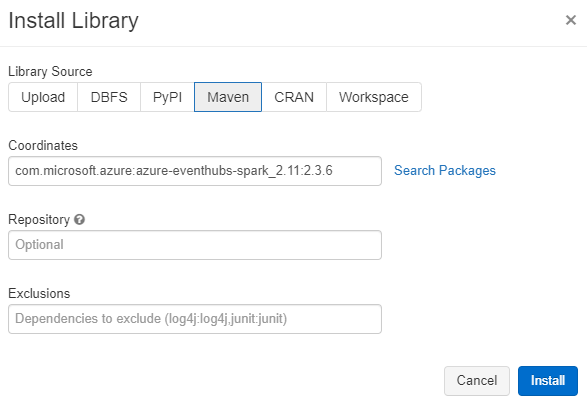 Install Library
×
Library Source
Upload DBFS PyPI Maven CRAN Workspace
Coordinates
com.microsoft.azure:azure-eventhubs-spark_2.11:2.3.6 Search Packages
Repository ?
Optional
Exclusions
Dependencies to exclude (log4j:log4j,junit:junit)
Cancel Install